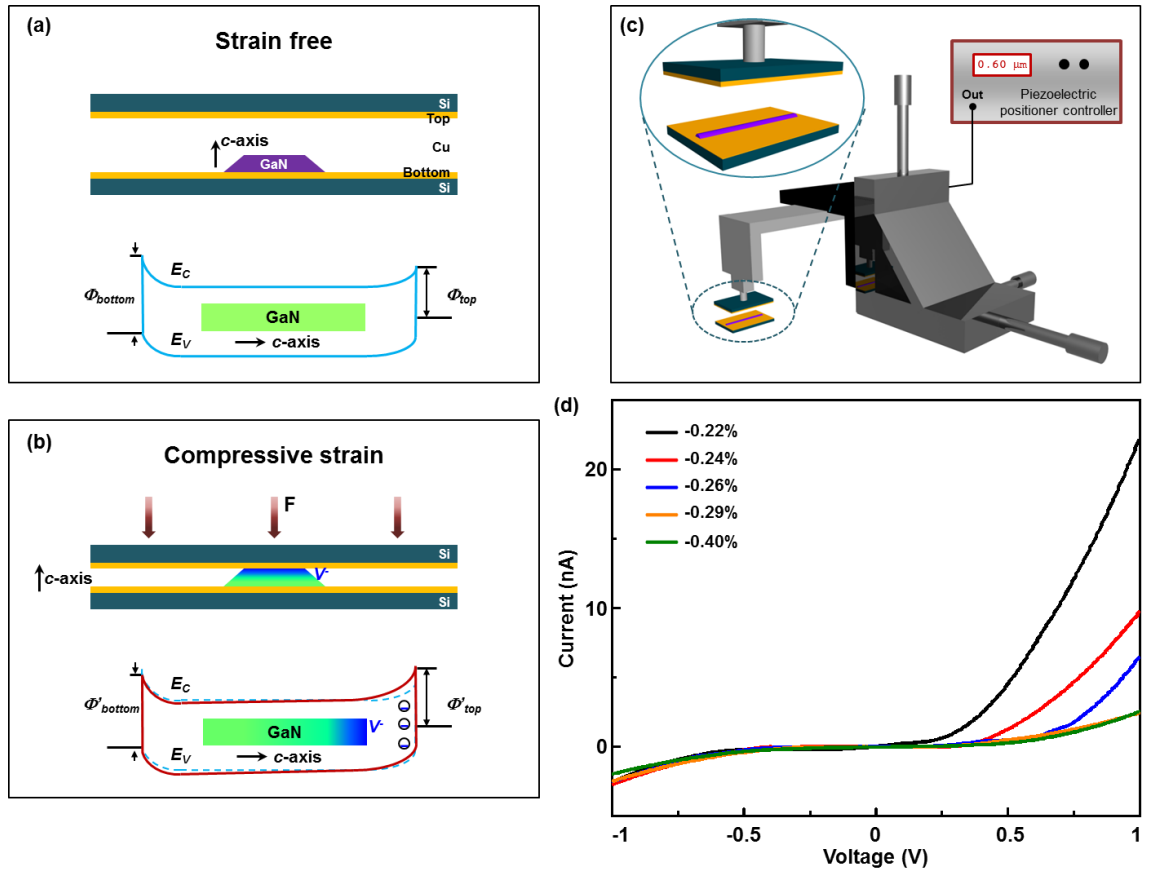 (a)
Strain free
Si
Top
Cu
c-axis
GaN
Bottom
Si
E_C
Φ_bottom
Φ_top
GaN
E_V
c-axis
(b)
Compressive strain
F
Si
V-
c-axis
Si
E_C
Φ'_bottom
Φ'_top
GaN
V-
E_V
c-axis
(c)
0.60 μm
Out
Piezoelectric
positioner controller
(d)
-0.22%
-0.24%
-0.26%
-0.29%
-0.40%
20
10
0
Current (nA)
-1
-0.5
0
0.5
1
Voltage (V)